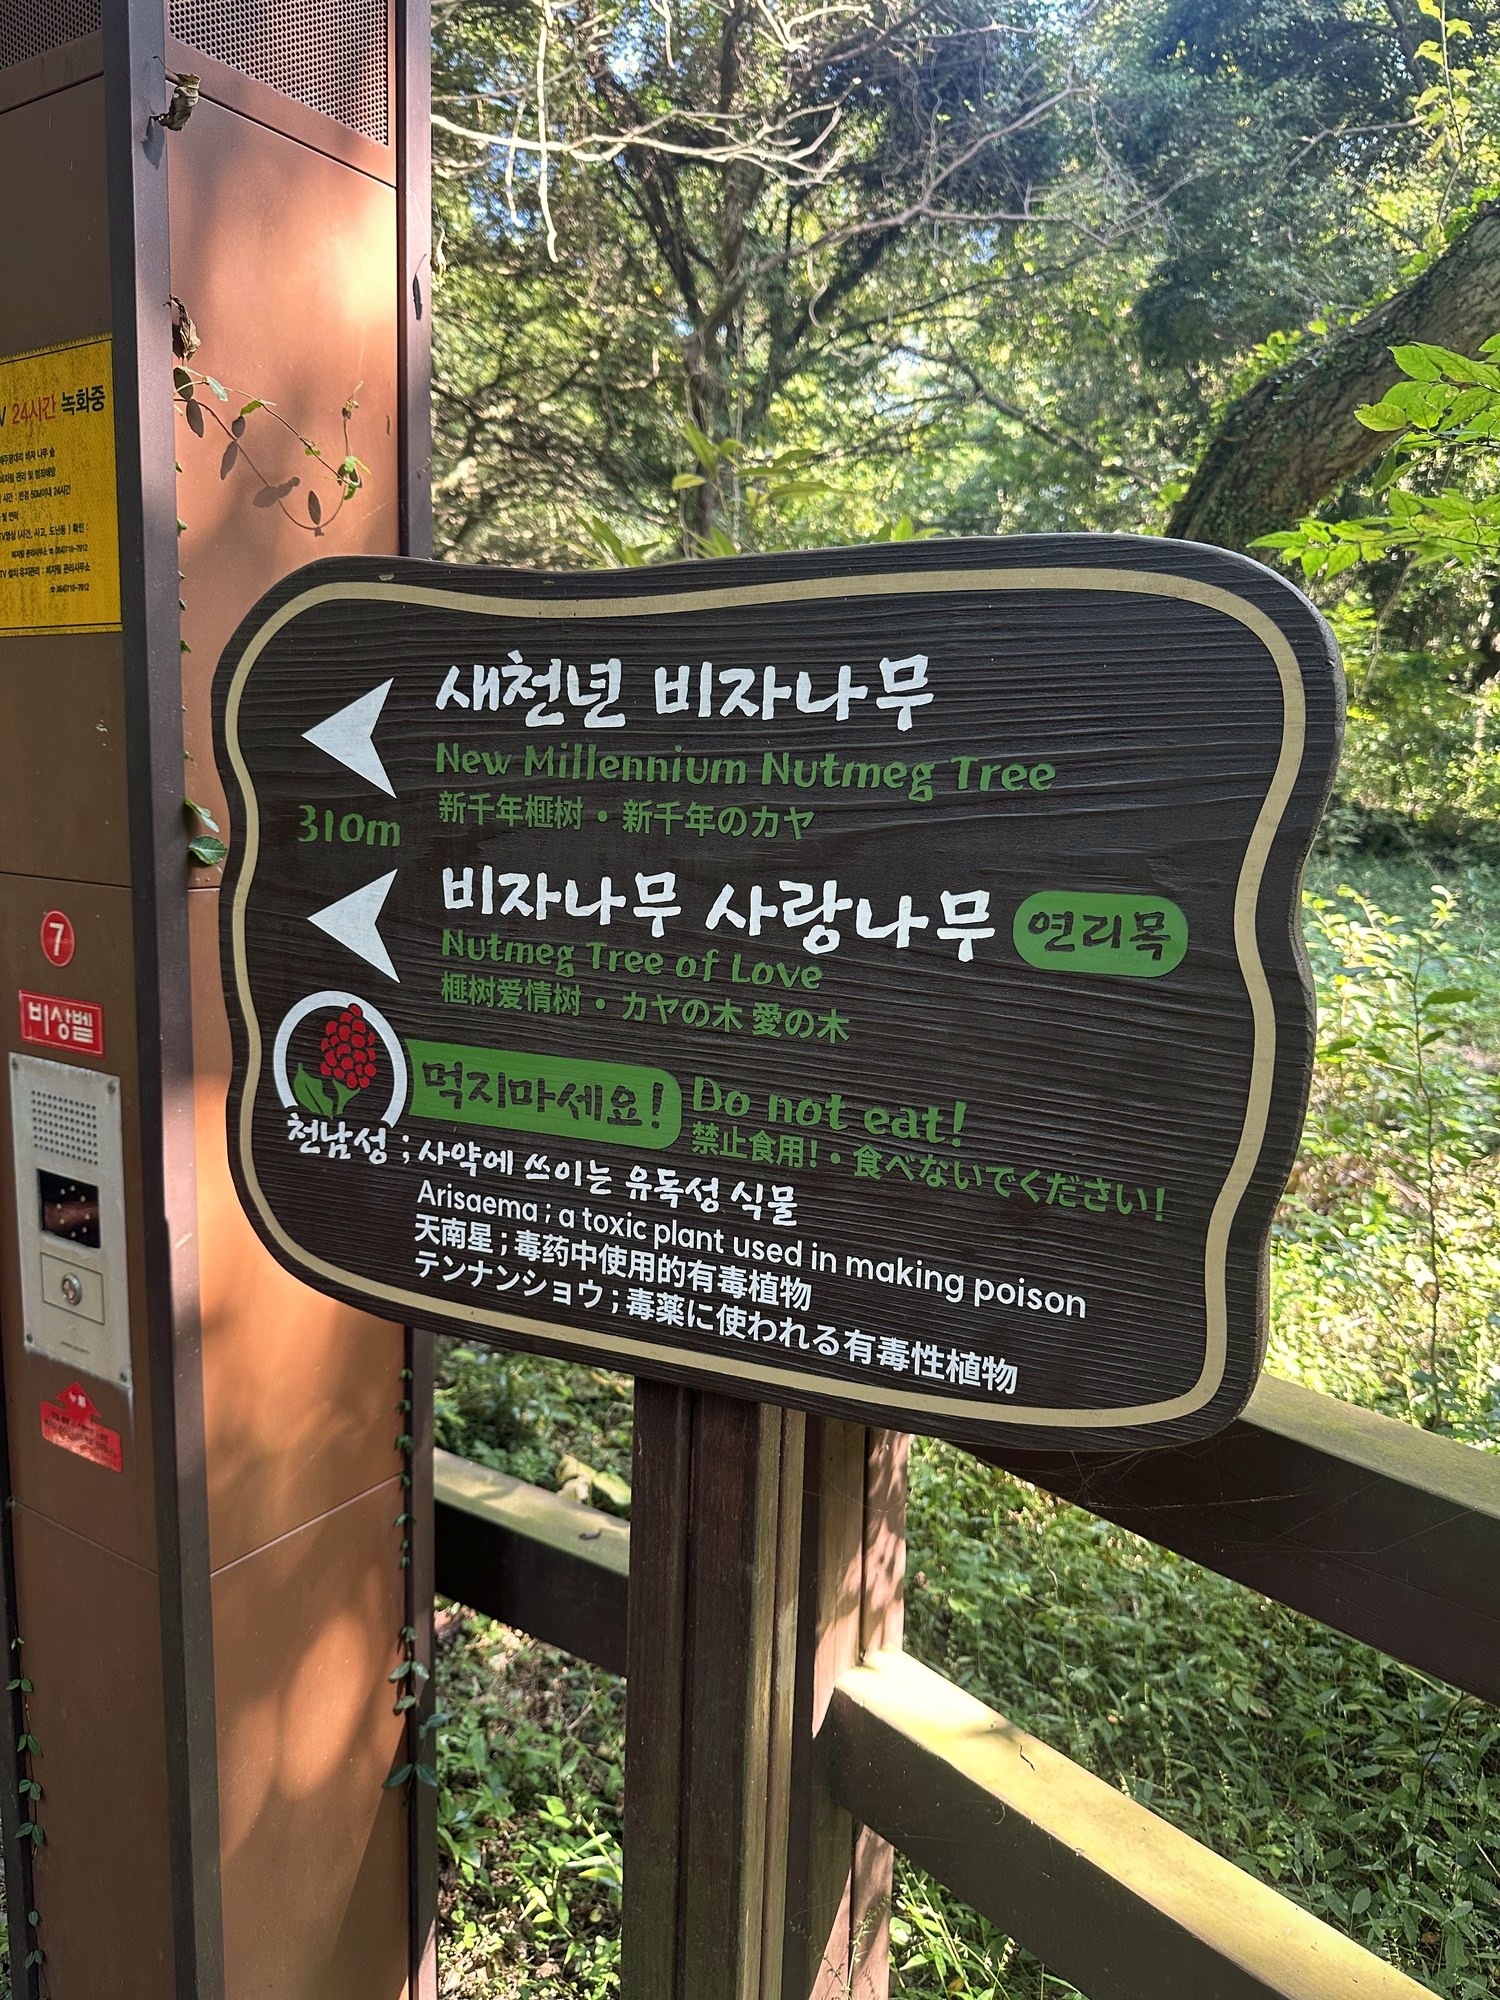 24시간 녹화중
7
비상벨
새천년 비자나무
New Millennium Nutmeg Tree
新千年榧树・新千年のカヤ
310m
비자나무 사랑나무 연리목
Nutmeg Tree of Love
榧树爱情树・カヤの木 愛の木
먹지마세요! Do not eat!
禁止食用!・食べないでください!
천남성 ; 사약에 쓰이는 유독성 식물
Arisaema ; a toxic plant used in making poison
天南星 ; 毒药中使用的有毒植物
テンナンショウ ; 毒薬に使われる有毒性植物